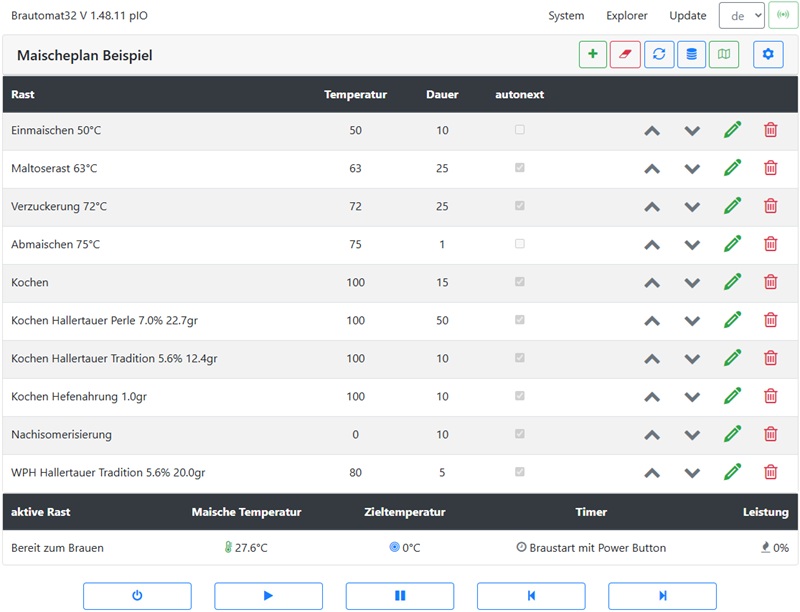 Brautomat32 V 1.48.11 pIO System Explorer Update de
Maischeplan Beispiel
Rast Temperatur Dauer autonext
Einmaischen 50°C 50 10
Maltoserast 63°C 63 25
Verzuckerung 72°C 72 25
Abmaischen 75°C 75 1
Kochen 100 15
Kochen Hallertauer Perle 7.0% 22.7gr 100 50
Kochen Hallertauer Tradition 5.6% 12.4gr 100 10
Kochen Hefenahrung 1.0gr 100 10
Nachisomerisierung 0 10
WPH Hallertauer Tradition 5.6% 20.0gr 80 5
aktive Rast Maische Temperatur Zieltemperatur Timer Leistung
Bereit zum Brauen 27.6°C 0°C Braustart mit Power Button 0%